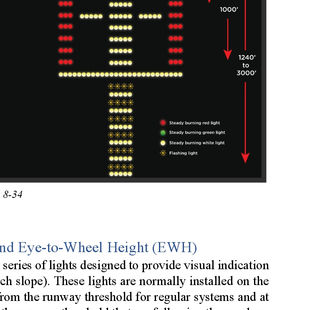 1000'
1240'
to
3000'
Steady burning red light
Steady burning green light
Steady burning white light
Flashing light
8-34
nd Eye-to-Wheel Height (EWH)
series of lights designed to provide visual indication
ch slope). These lights are normally installed on the
rom the runway threshold for regular systems and at